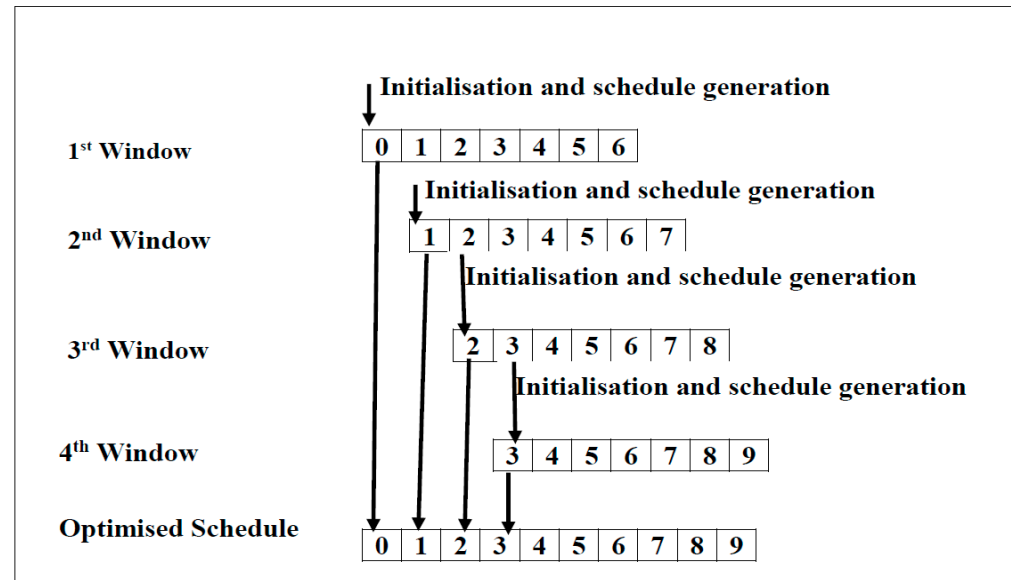 Initialisation and schedule generation
1st Window
0 1 2 3 4 5 6
Initialisation and schedule generation
2nd Window
1 2 3 4 5 6 7
Initialisation and schedule generation
3rd Window
2 3 4 5 6 7 8
Initialisation and schedule generation
4th Window
3 4 5 6 7 8 9
Optimised Schedule
0 1 2 3 4 5 6 7 8 9